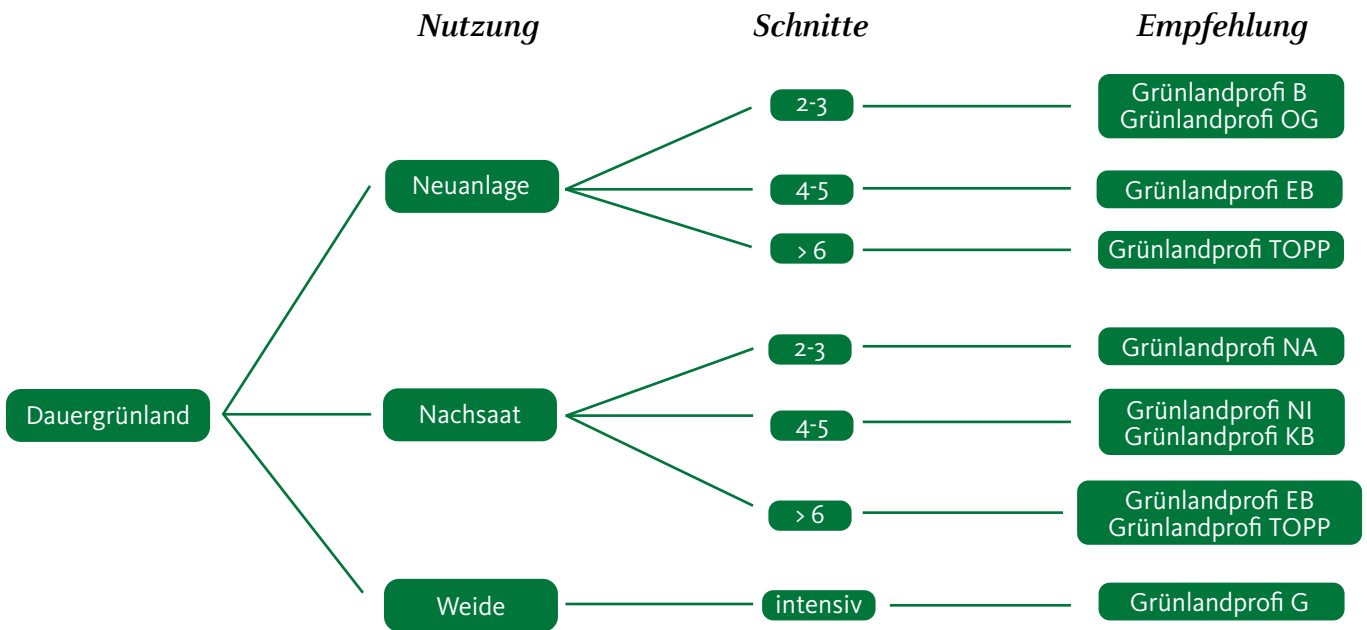 Nutzung Schnitte Empfehlung
2-3
Grünlandprofi B
Grünlandprofi OG
Neuanlage
4-5
Grünlandprofi EB
> 6
Grünlandprofi TOPP
2-3
Grünlandprofi NA
Dauergrünland
Nachsaat
4-5
Grünlandprofi NI
Grünlandprofi KB
> 6
Grünlandprofi EB
Grünlandprofi TOPP
Weide
intensiv
Grünlandprofi G